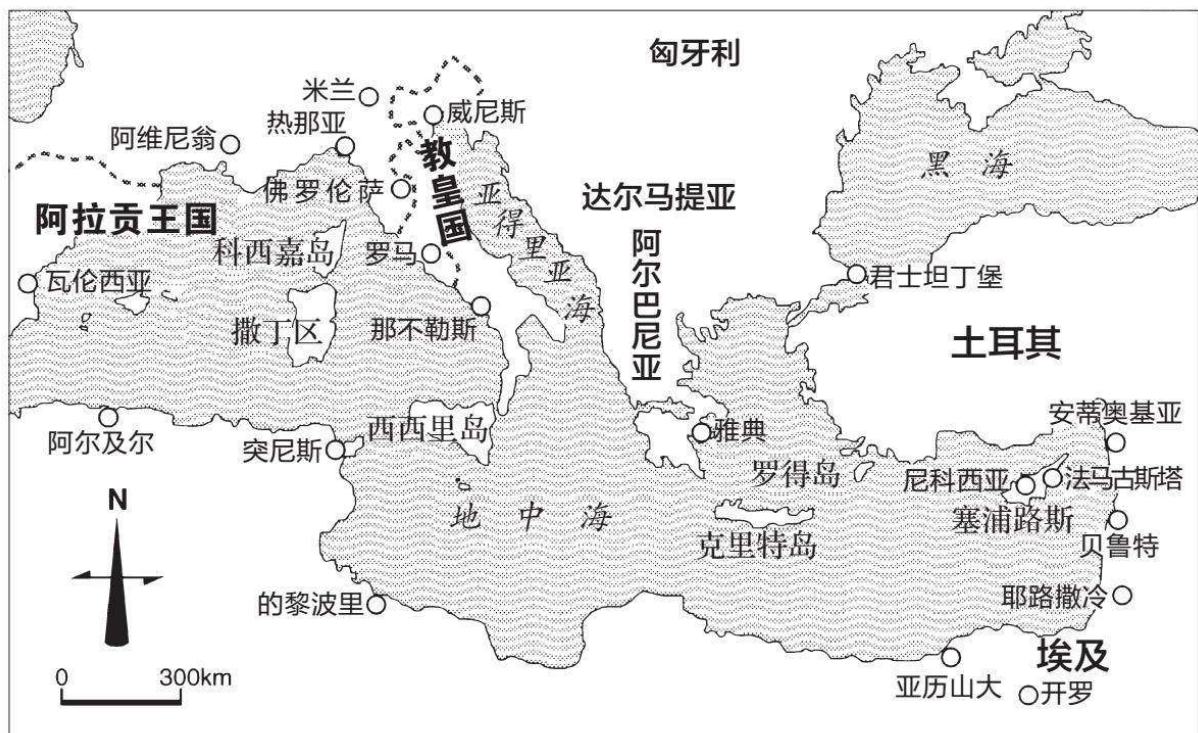 匈牙利
米兰
威尼斯
热那亚
阿维尼翁
教皇国
佛罗伦萨
亚得里亚海
黑海
达尔马提亚
阿拉贡王国
科西嘉岛
罗马
阿尔巴尼亚
君士坦丁堡
瓦伦西亚
撒丁区
那不勒斯
土耳其
安蒂奥基亚
阿尔及尔
突尼斯
西西里岛
雅典
罗得岛
尼科西亚
法马古斯塔
塞浦路斯
地中海
克里特岛
贝鲁特
N
的黎波里
耶路撒冷
埃及
亚历山大
开罗
0 300km